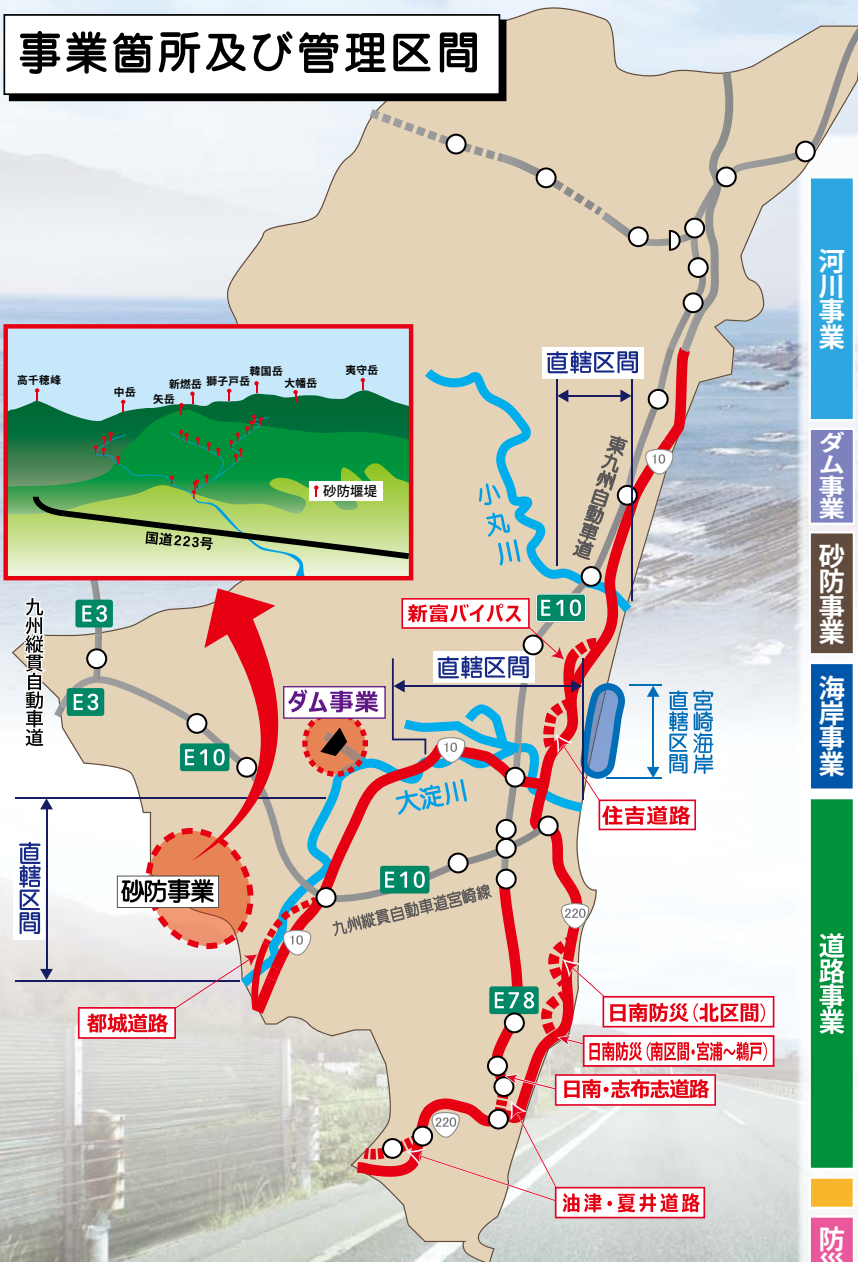 事業箇所及び管理区間
高千穂峰
中岳
矢岳
新燃岳
獅子戸岳
韓国岳
大幡岳
夷守岳
砂防堰堤
国道223号
直轄区間
10
東九州自動車道
小丸川
新富バイパス
E10
九州縦貫自動車道
E3
E3
E10
ダム事業
直轄区間
10
大淀川
宮崎海岸
直轄区間
住吉道路
直轄区間
砂防事業
E10
九州縦貫自動車道宮崎線
10
都城道路
220
E78
日南防災(北区間)
日南防災(南区間・宮浦～鵜戸)
日南・志布志道路
220
油津・夏井道路
河川事業
ダム事業
砂防事業
海岸事業
道路事業